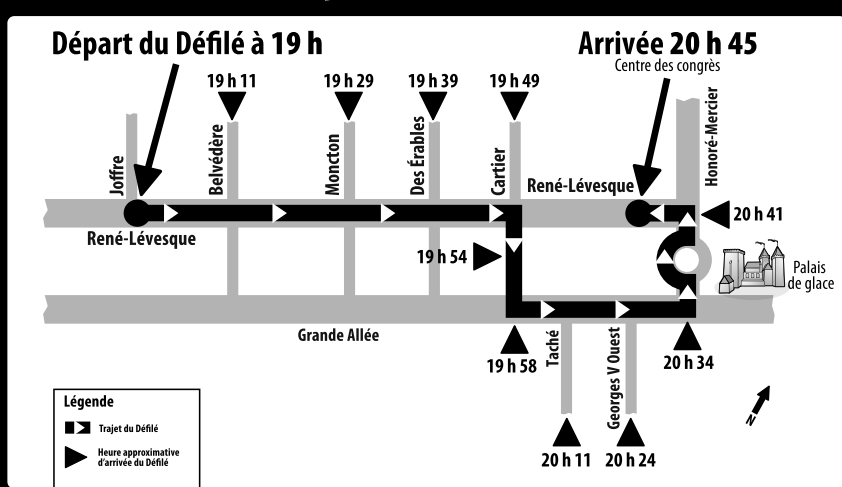 Départ du Défilé à 19 h
Arrivée 20 h 45
Centre des congrès
19 h 11
19 h 29
19 h 39
19 h 49
Joffre
Belvédère
Moncton
Des Érables
Cartier
René-Lévesque
Honoré-Mercier
20 h 41
René-Lévesque
19 h 54
Palais
de glace
Grande Allée
19 h 58
Taché
Georges V Ouest
20 h 34
20 h 11
20 h 24
N
Légende
Trajet du Défilé
Heure approximative
d'arrivée du Défilé